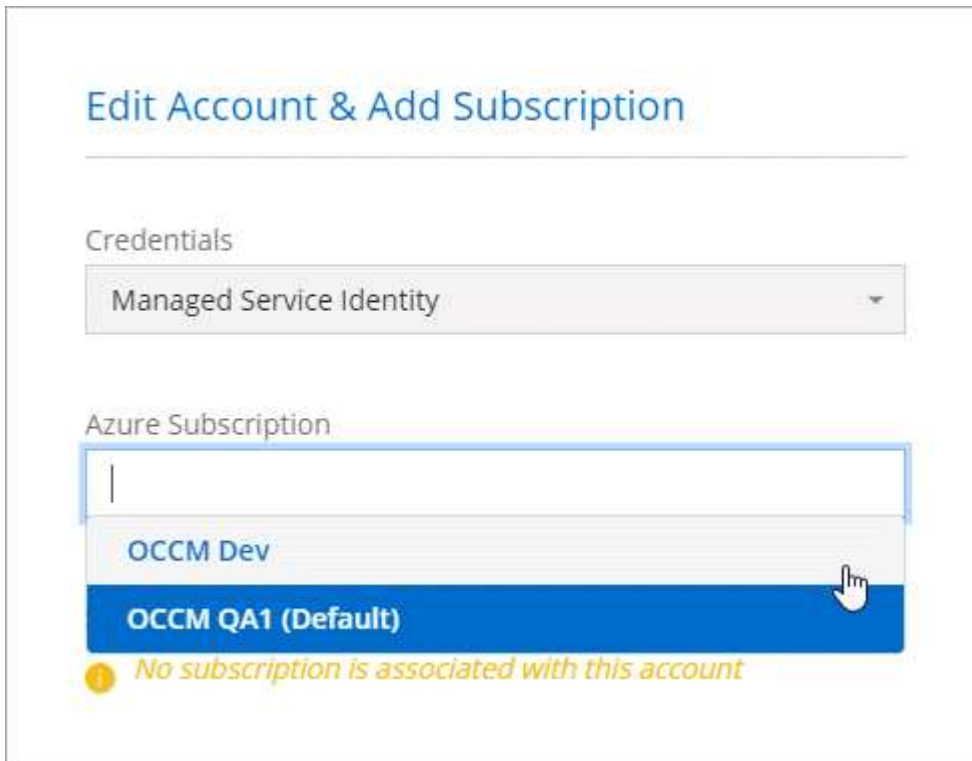 Edit Account & Add Subscription
Credentials
Managed Service Identity
Azure Subscription
OCCM Dev
OCCM QA1 (Default)
No subscription is associated with this account